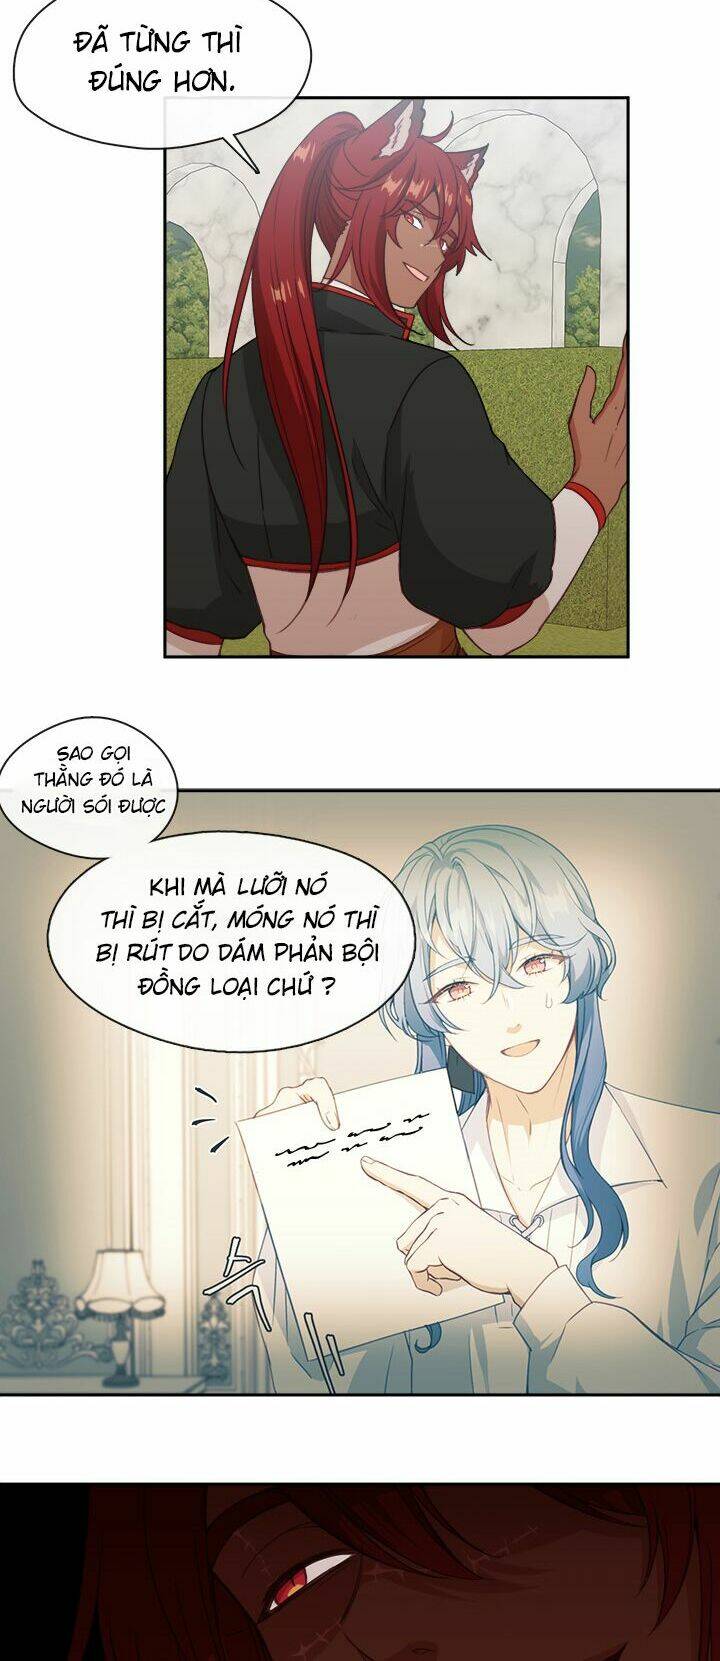 ĐÃ TỪNG THÌ
ĐÚNG HƠN.
SAO GỌI
THẰNG ĐÓ LÀ
NGƯỜI SÓI ĐƯỢC
KHI MÀ LƯỠI NÓ
THÌ BỊ CẮT, MÓNG NÓ THÌ
BỊ RÚT DO DÁM PHẢN BỘI
ĐỒNG LOẠI CHỨ ?